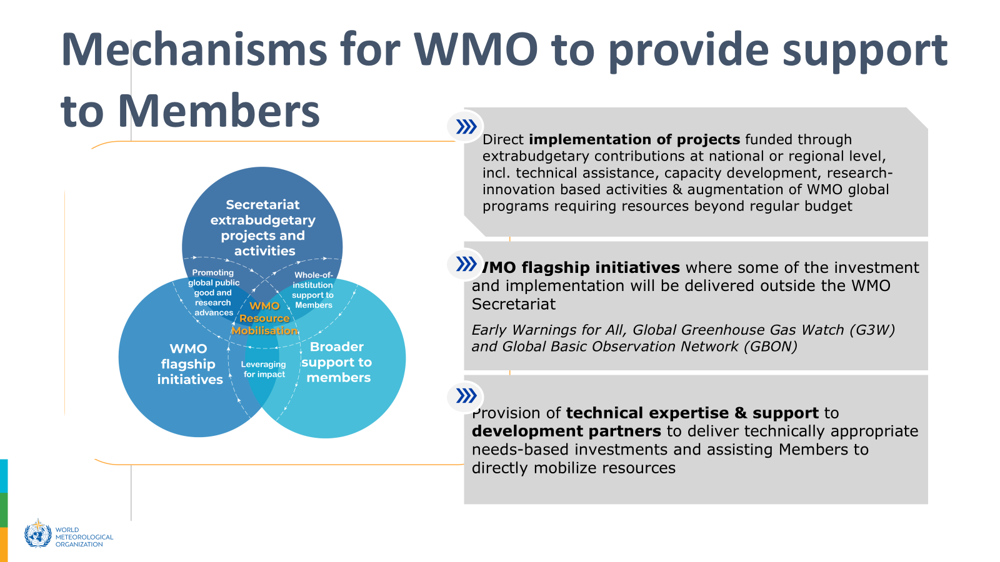 Mechanisms for WMO to provide support
to Members
Secretariat
extrabudgetary
projects and
activities
Promoting
global public
good and
research
advances
Whole-of-
institution
support to
Members
WMO
Resource
Mobilisation
WMO
flagship
initiatives
Leveraging
for impact
Broader
support to
members
Direct implementation of projects funded through
extrabudgetary contributions at national or regional level,
incl. technical assistance, capacity development, research-
innovation based activities & augmentation of WMO global
programs requiring resources beyond regular budget
WMO flagship initiatives where some of the investment
and implementation will be delivered outside the WMO
Secretariat
Early Warnings for All, Global Greenhouse Gas Watch (G3W)
and Global Basic Observation Network (GBON)
Provision of technical expertise & support to
development partners to deliver technically appropriate
needs-based investments and assisting Members to
directly mobilize resources
WORLD
METEOROLOGICAL
ORGANIZATION